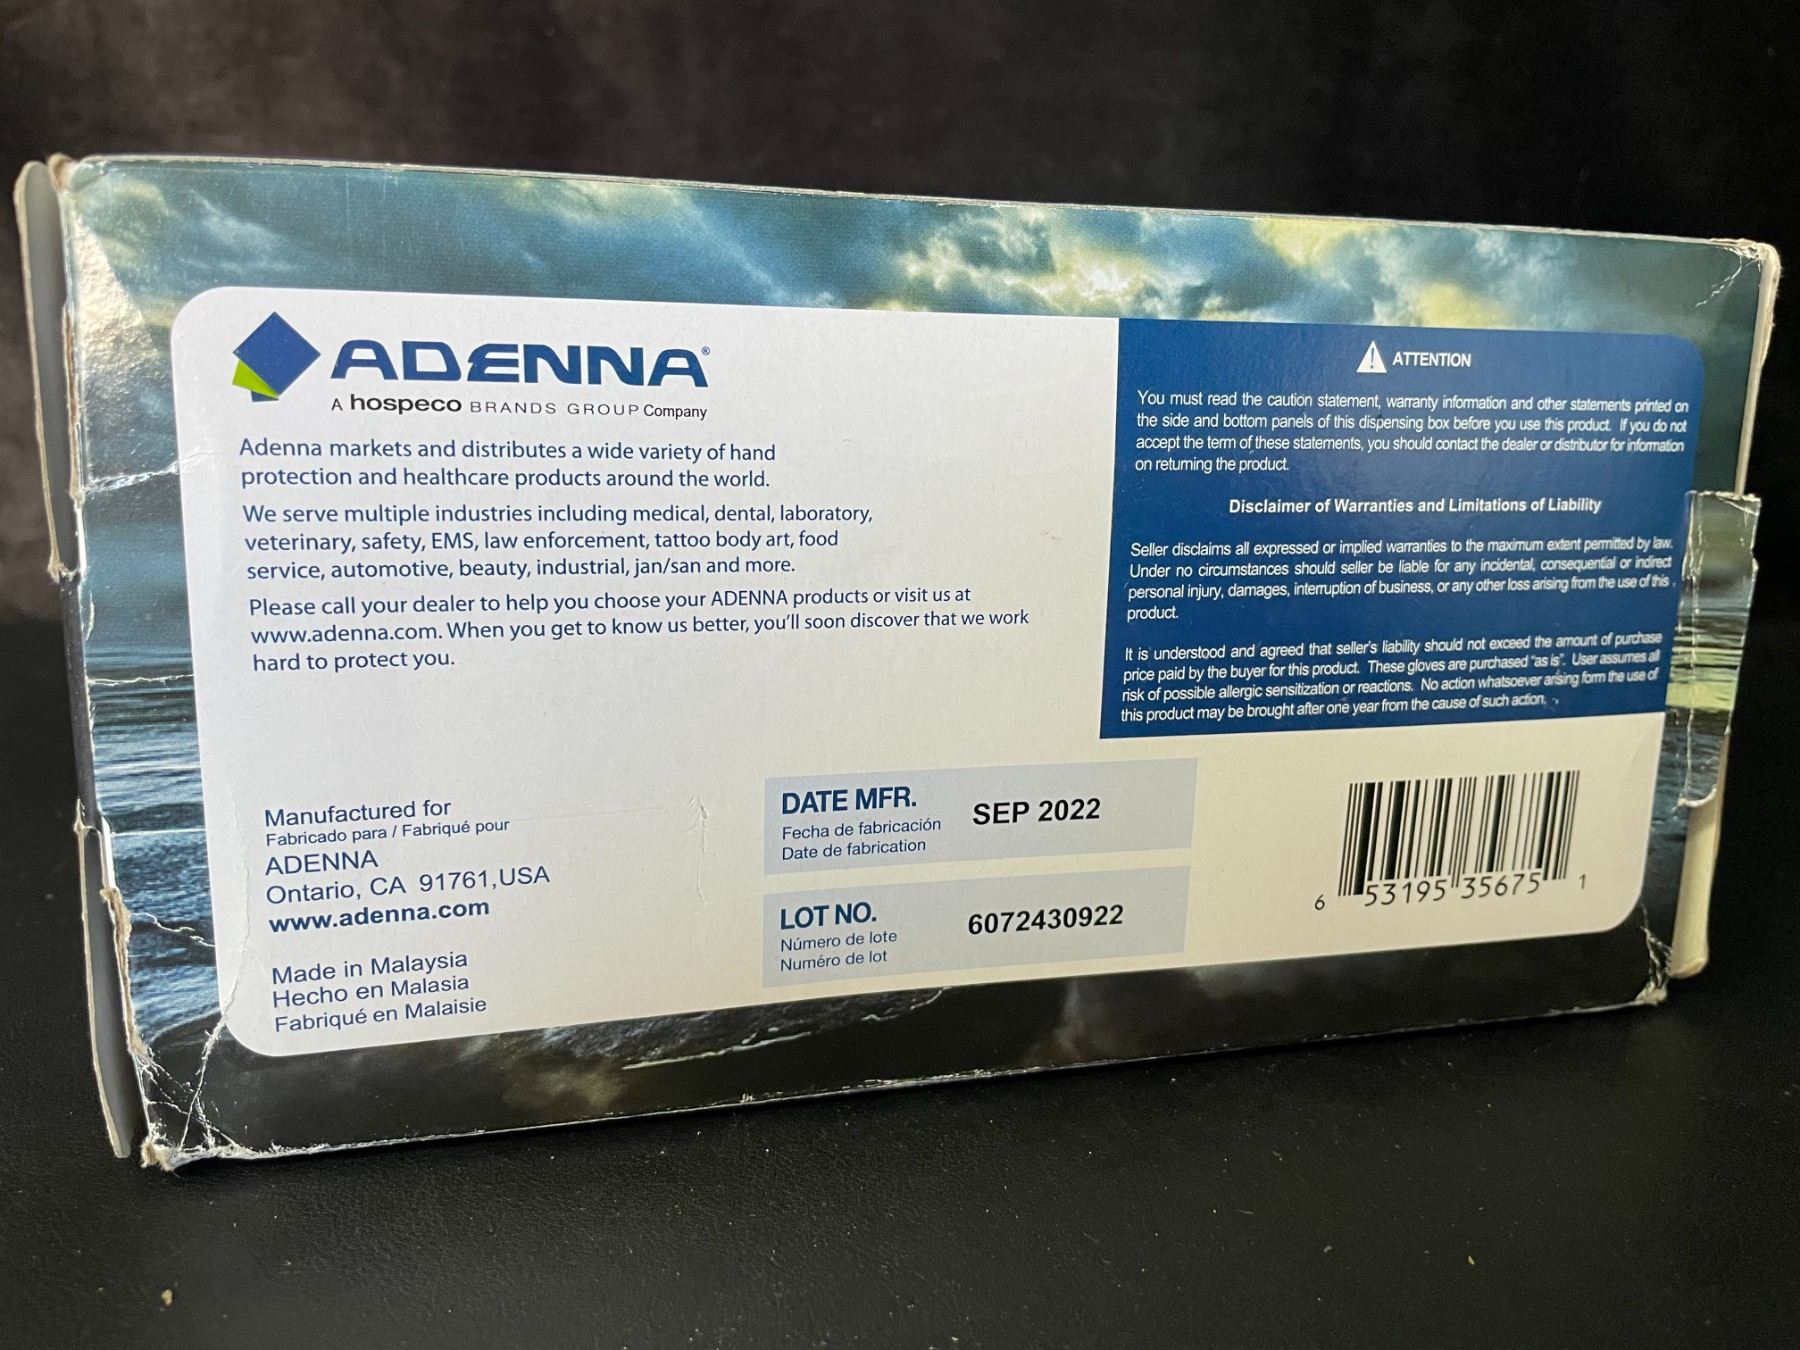 ADENNA®
A hospeco BRANDS GROUP Company
Adenna markets and distributes a wide variety of hand
protection and healthcare products around the world.
We serve multiple industries including medical, dental, laboratory,
veterinary, safety, EMS, law enforcement, tattoo body art, food
service, automotive, beauty, industrial, jan/san and more.
Please call your dealer to help you choose your ADENNA products or visit us at
www.adenna.com. When you get to know us better, you'll soon discover that we work
hard to protect you.
ATTENTION
You must read the caution statement, warranty information and other statements printed on
the side and bottom panels of this dispensing box before you use this product. If you do not
accept the term of these statements, you should contact the dealer or distributor for information
on returning the product.
Disclaimer of Warranties and Limitations of Liability
Seller disclaims all expressed or implied warranties to the maximum extent permitted by law.
Under no circumstances should seller be liable for any incidental, consequential or indirect
personal injury, damages, interruption of business, or any other loss arising from the use of this
product.
It is understood and agreed that seller's liability should not exceed the amount of purchase
price paid by the buyer for this product. These gloves are purchased "as is". User assumes all
risk of possible allergic sensitization or reactions. No action whatsoever arising form the use of
this product may be brought after one year from the cause of such action.
Manufactured for
Fabricado para / Fabriqué pour
ADENNA
Ontario, CA 91761,USA
www.adenna.com
Made in Malaysia
Hecho en Malasia
Fabriqué en Malaisie
DATE MFR.
Fecha de fabricación
Date de fabrication
SEP 2022
LOT NO.
Número de lote
Numéro de lot
6072430922
6 53195 35675 1